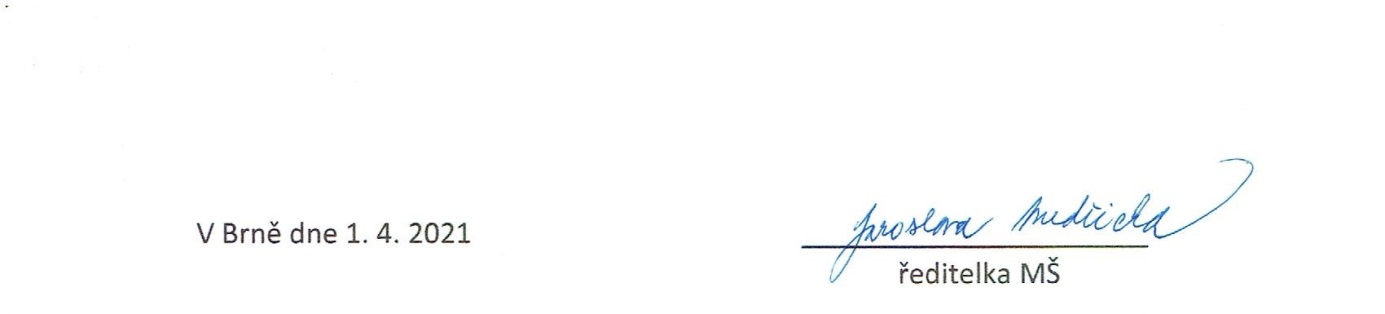 V Brně dne 1. 4. 2021
Jaroslava
ředitelka MŠ